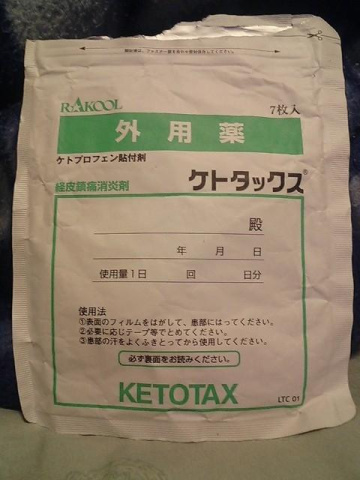 RAKOOL
7枚入
外用薬
ケトプロフェン貼付剤
経皮鎮痛消炎剤
ケトタックス®
殿
年 月 日
使用量1日 回 日分
使用法
①表面のフィルムをはがして、患部にはってください。
②必要に応じテープ等でとめてください。
③患部の汗をよくふきとってから使用してください。
必ず裏面をお読みください。
KETOTAX
LTC 01